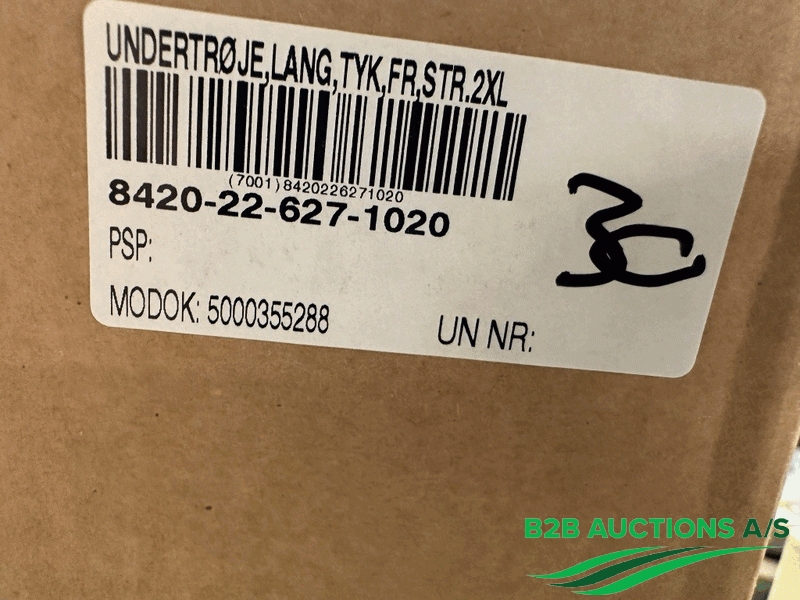 UNDERTRØJE,LANG,TYK,FR,STR.2XL
(7001)8420226271020
8420-22-627-1020
PSP:
MODOK: 5000355288
UN NR:
B2B AUCTIONS A/S